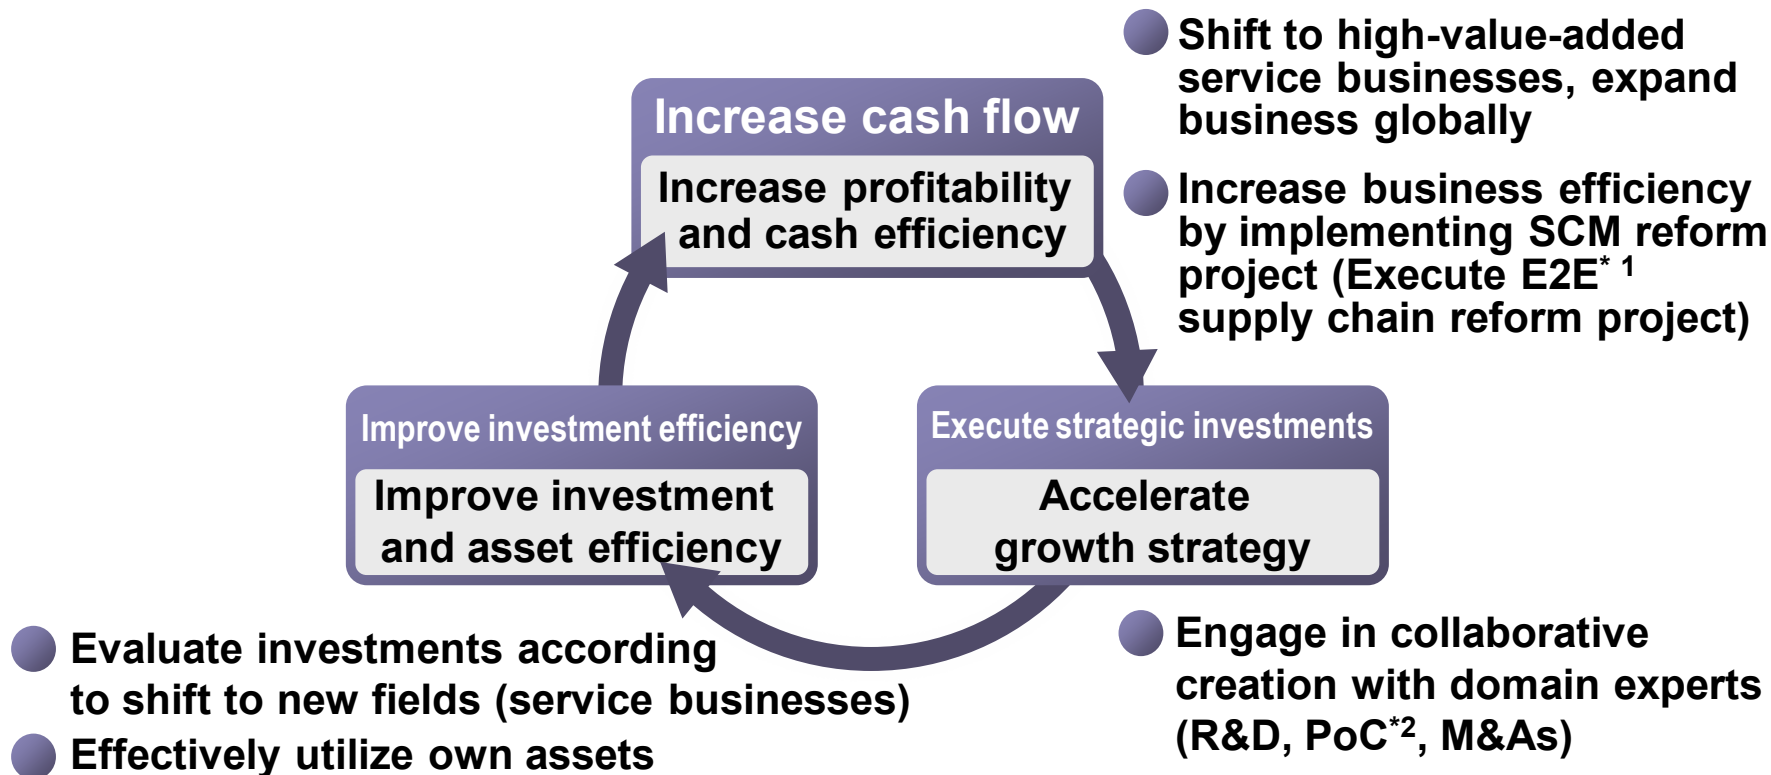 Shift to high-value-added
service businesses, expand
business globally
Increase cash flow
Increase profitability
and cash efficiency
Increase business efficiency
by implementing SCM reform
project (Execute E2E* 1
supply chain reform project)
Improve investment efficiency
Improve investment
and asset efficiency
Execute strategic investments
Accelerate
growth strategy
Evaluate investments according
to shift to new fields (service businesses)
Effectively utilize own assets
Engage in collaborative
creation with domain experts
(R&D, PoC*2, M&As)